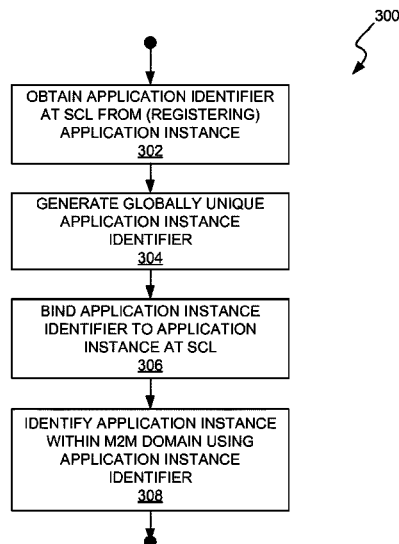 300
OBTAIN APPLICATION IDENTIFIER
AT SCL FROM (REGISTERING)
APPLICATION INSTANCE
302
GENERATE GLOBALLY UNIQUE
APPLICATION INSTANCE
IDENTIFIER
304
BIND APPLICATION INSTANCE
IDENTIFIER TO APPLICATION
INSTANCE AT SCL
306
IDENTIFY APPLICATION INSTANCE
WITHIN M2M DOMAIN USING
APPLICATION INSTANCE
IDENTIFIER
308